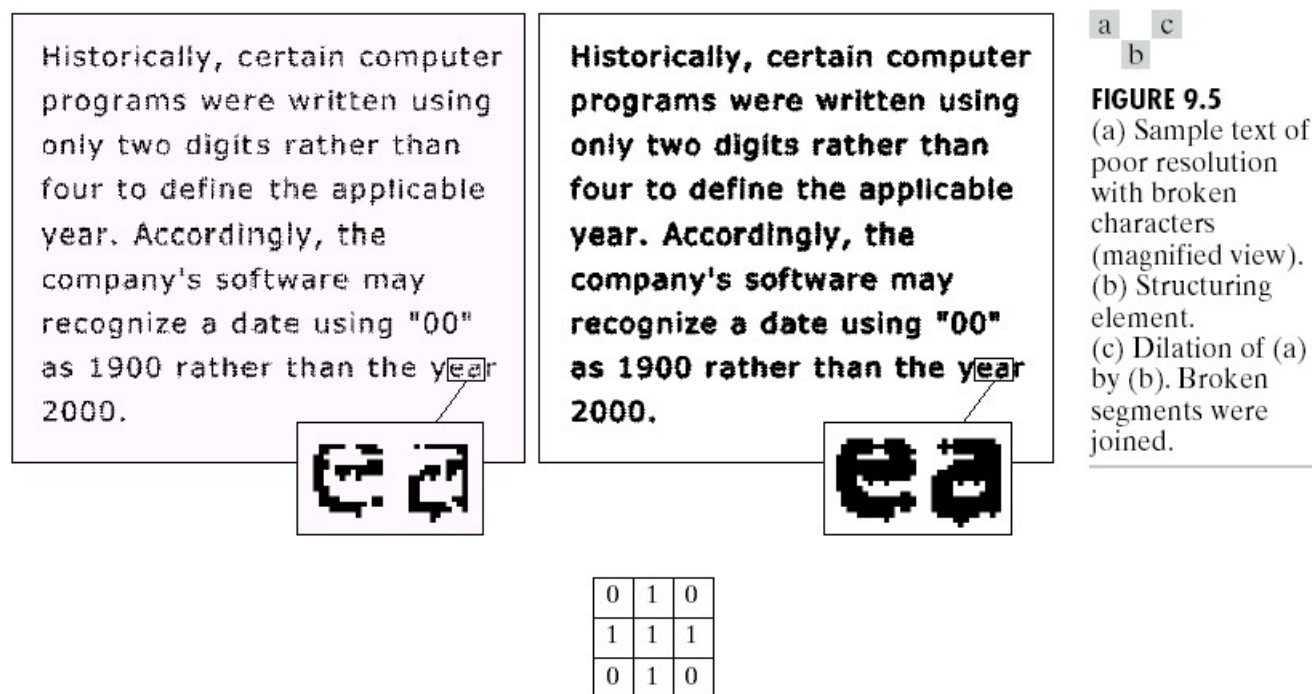 Historically, certain computer
programs were written using
only two digits rather than
four to define the applicable
year. Accordingly, the
company's software may
recognize a date using "00"
as 1900 rather than the year
2000.
e a
Historically, certain computer
programs were written using
only two digits rather than
four to define the applicable
year. Accordingly, the
company's software may
recognize a date using "00"
as 1900 rather than the year
2000.
e a
a c
b
FIGURE 9.5
(a) Sample text of
poor resolution
with broken
characters
(magnified view).
(b) Structuring
element.
(c) Dilation of (a)
by (b). Broken
segments were
joined.
0 1 0
1 1 1
0 1 0